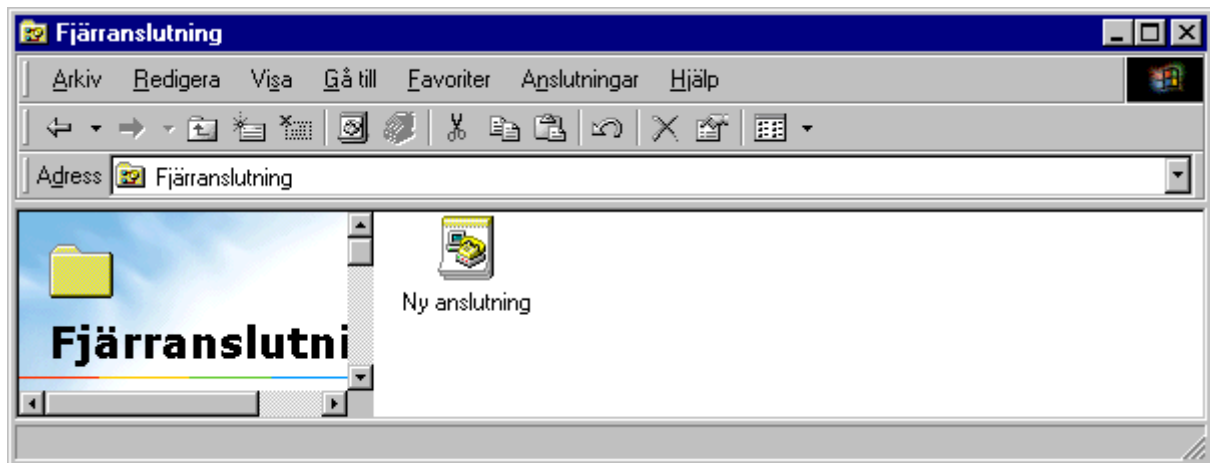 Fjärranslutning
Arkiv Redigera Visa Gå till Favoriter Anslutningar Hjälp
Adress Fjärranslutning
Fjärranslutni
Ny anslutning